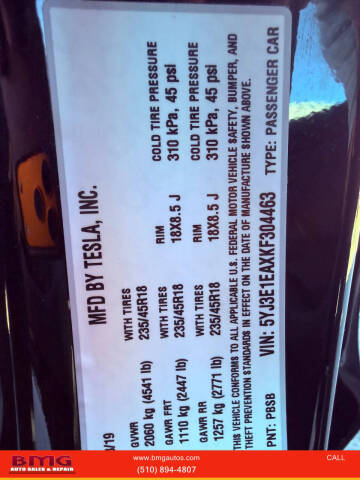 MFD BY TESLA, INC.
/19
GVWR
2060 kg (4541 lb)
WITH TIRES
235/45R18
RIM
18X8.5 J
COLD TIRE PRESSURE
310 kPa, 45 psi
GAWR FRT
1110 kg (2447 lb)
WITH TIRES
235/45R18
RIM
18X8.5 J
COLD TIRE PRESSURE
310 kPa, 45 psi
GAWR RR
1257 kg (2771 lb)
THIS VEHICLE CONFORMS TO ALL APPLICABLE U.S. FEDERAL MOTOR VEHICLE SAFETY, BUMPER, AND
THEFT PREVENTION STANDARDS IN EFFECT ON THE DATE OF MANUFACTURE SHOWN ABOVE.
VIN: 5YJ3E1EAXKF304463 TYPE: PASSENGER CAR
PNT: PBSB
BMG
AUTO SALES & REPAIR
www.bmgautos.com
(510) 894-4807
CALL